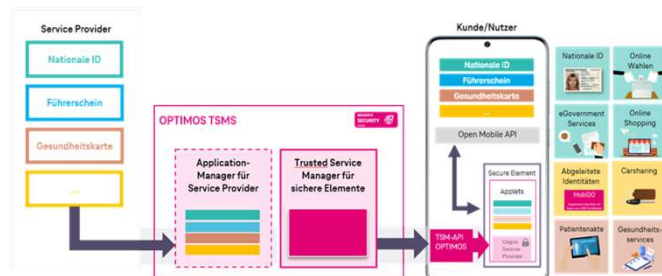 Service Provider
Nationale ID
Führerschein
Gesundheitskarte
...
OPTIMOS TSMS
SECURITY
Application-
Manager für
Service Provider
Trusted Service
Manager für
sichere Elemente
Kunde/Nutzer
Nationale ID
Führerschein
Gesundheitskarte
...
Open Mobile API
Secure Element
Applets
Crypto
Service
Provider
TSM-API
OPTIMOS
Nationale ID
Online
Wahlen
eGovernment
Services
Online
Shopping
Abgeleitete
Identitäten
MobilID
Carsharing
Patientenakte
Gesundheits-
services